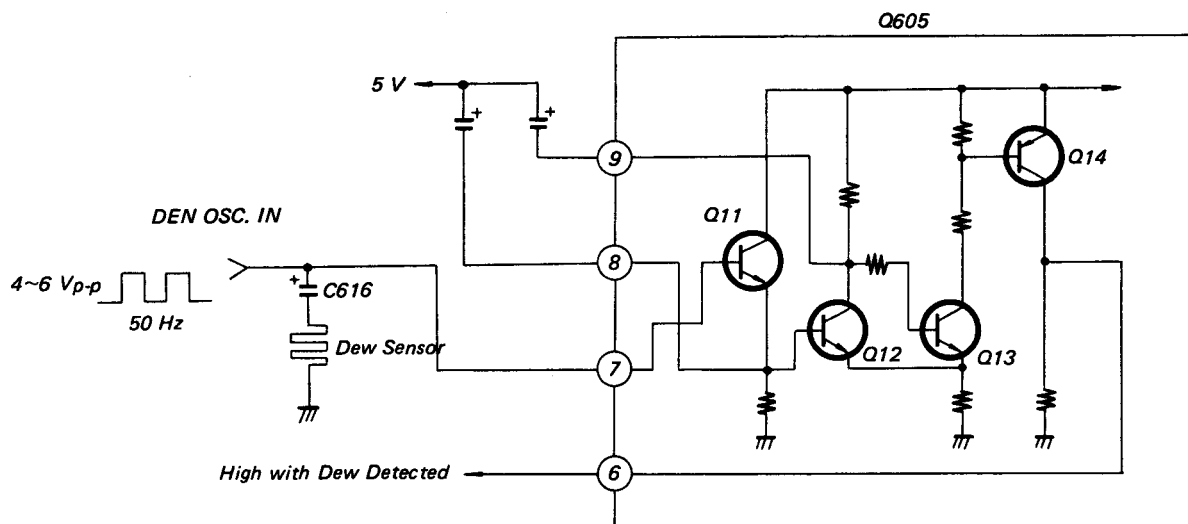 Q605
5 V
+
+
9
Q14
DEN OSC. IN
Q11
8
4~6 Vp-p
+
C616
50 Hz
Dew Sensor
Q12
Q13
7
High with Dew Detected
6